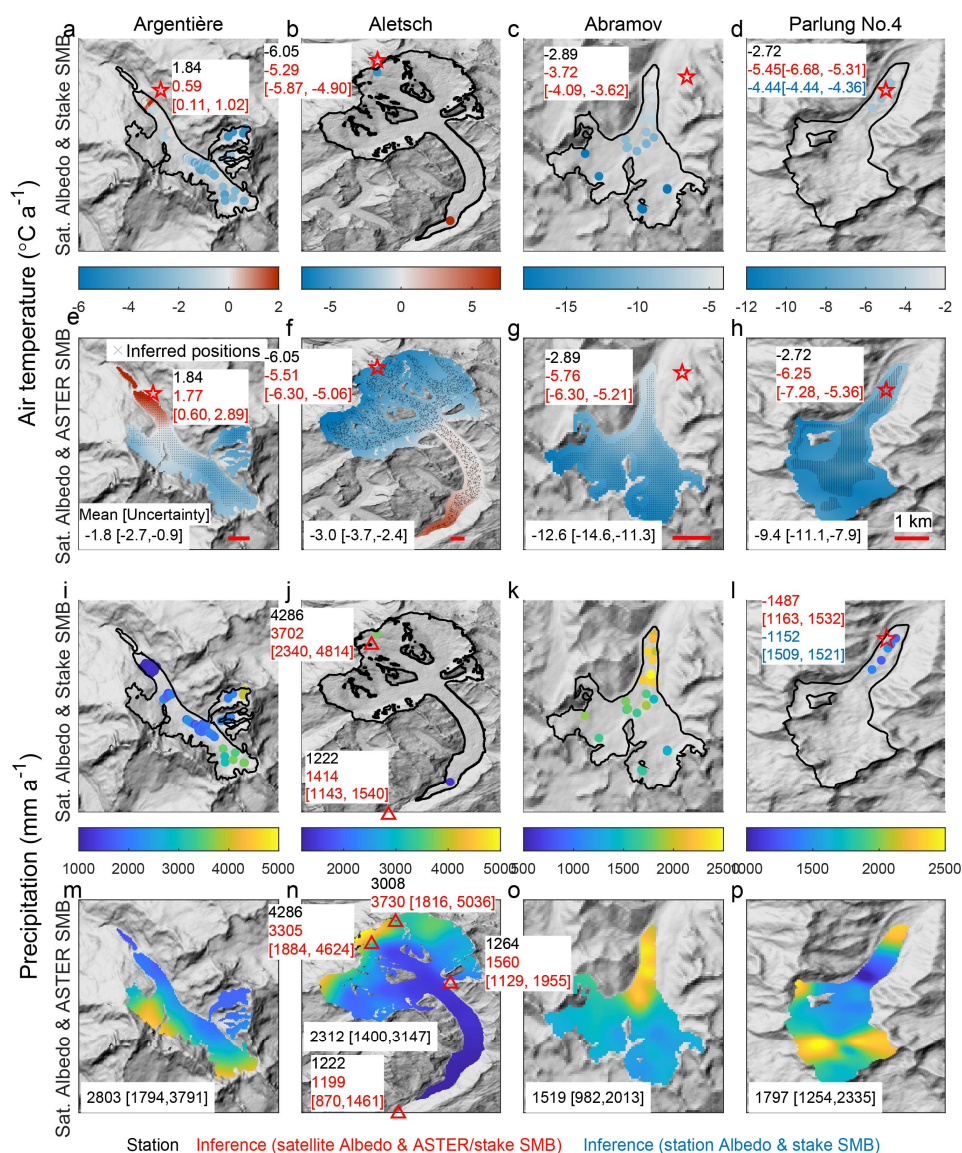 Argentière
Aletsch
Abramov
Parlung No.4
Air temperature (°C a⁻¹)
Sat. Albedo & Stake SMB
a
1.84
0.59
[0.11, 1.02]
b
-6.05
-5.29
[-5.87, -4.90]
c
-2.89
-3.72
[-4.09, -3.62]
d
-2.72
-5.45[-6.68, -5.31]
-4.44[-4.44, -4.36]
-6 -4 -2 0 2
-5 0 5
-15 -10 -5
-12 -10 -8 -6 -4 -2
Sat. Albedo & ASTER SMB
e
× Inferred positions
1.84
1.77
[0.60, 2.89]
Mean [Uncertainty]
-1.8 [-2.7,-0.9]
f
-6.05
-5.51
[-6.30, -5.06]
-3.0 [-3.7,-2.4]
g
-2.89
-5.76
[-6.30, -5.21]
-12.6 [-14.6,-11.3]
h
-2.72
-6.25
[-7.28, -5.36]
1 km
-9.4 [-11.1,-7.9]
Precipitation (mm a⁻¹)
Sat. Albedo & Stake SMB
i
j
4286
3702
[2340, 4814]
1222
1414
[1143, 1540]
k
l
-1487
[1163, 1532]
-1152
[1509, 1521]
1000 2000 3000 4000 5000
2000 3000 4000 5000
500 1000 1500 2000 2500
1000 1500 2000 2500
Sat. Albedo & ASTER SMB
m
2803 [1794,3791]
n
3008
3730 [1816, 5036]
4286
3305
[1884, 4624]
1264
1560
[1129, 1955]
2312 [1400,3147]
1222
1199
[870,1461]
o
1519 [982,2013]
p
1797 [1254,2335]
Station Inference (satellite Albedo & ASTER/stake SMB) Inference (station Albedo & stake SMB)